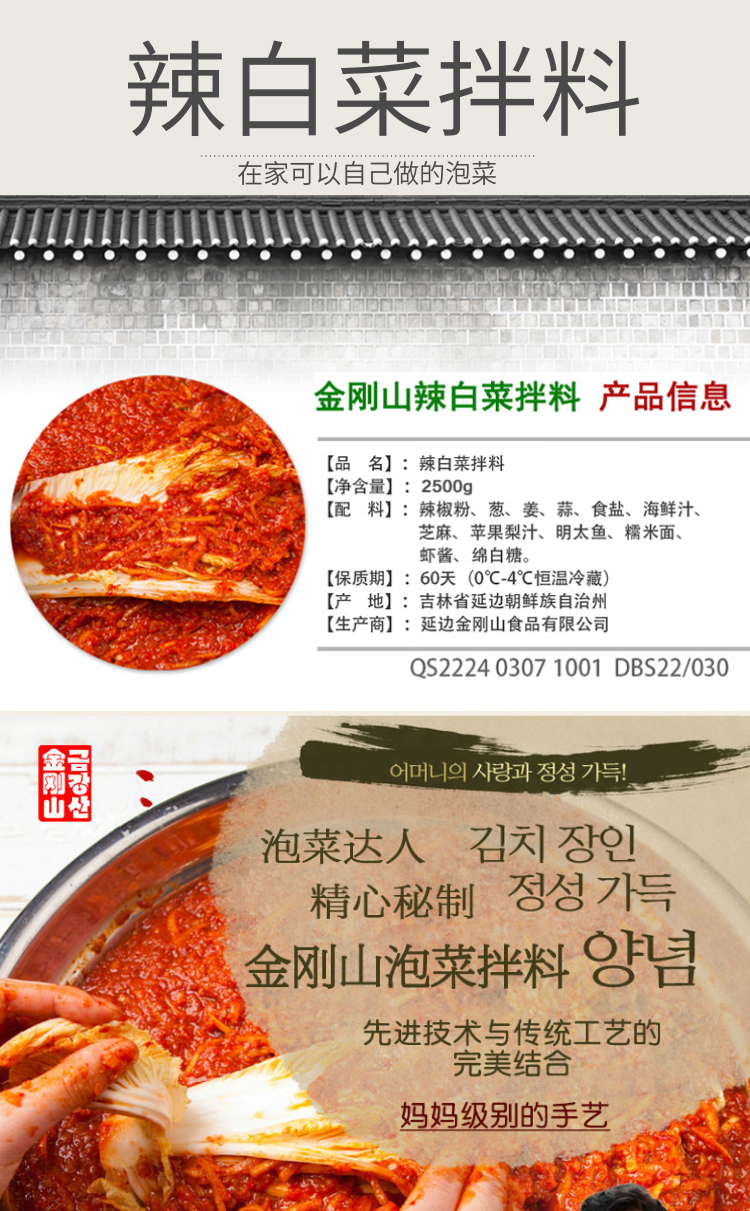 辣白菜拌料
在家可以自己做的泡菜
金刚山辣白菜拌料 产品信息
【品 名】: 辣白菜拌料
【净含量】: 2500g
【配 料】: 辣椒粉、葱、姜、蒜、食盐、海鲜汁、
芝麻、苹果梨汁、明太鱼、糯米面、
虾酱、绵白糖。
【保质期】: 60天（0℃-4℃恒温冷藏）
【产 地】: 吉林省延边朝鲜族自治州
【生产商】: 延边金刚山食品有限公司
QS2224 0307 1001 DBS22/030
金刚山 금강산
어머니의 사랑과 정성 가득!
泡菜达人 김치 장인
精心秘制 정성 가득
金刚山泡菜拌料 양념
先进技术与传统工艺的
完美结合
妈妈级别的手艺